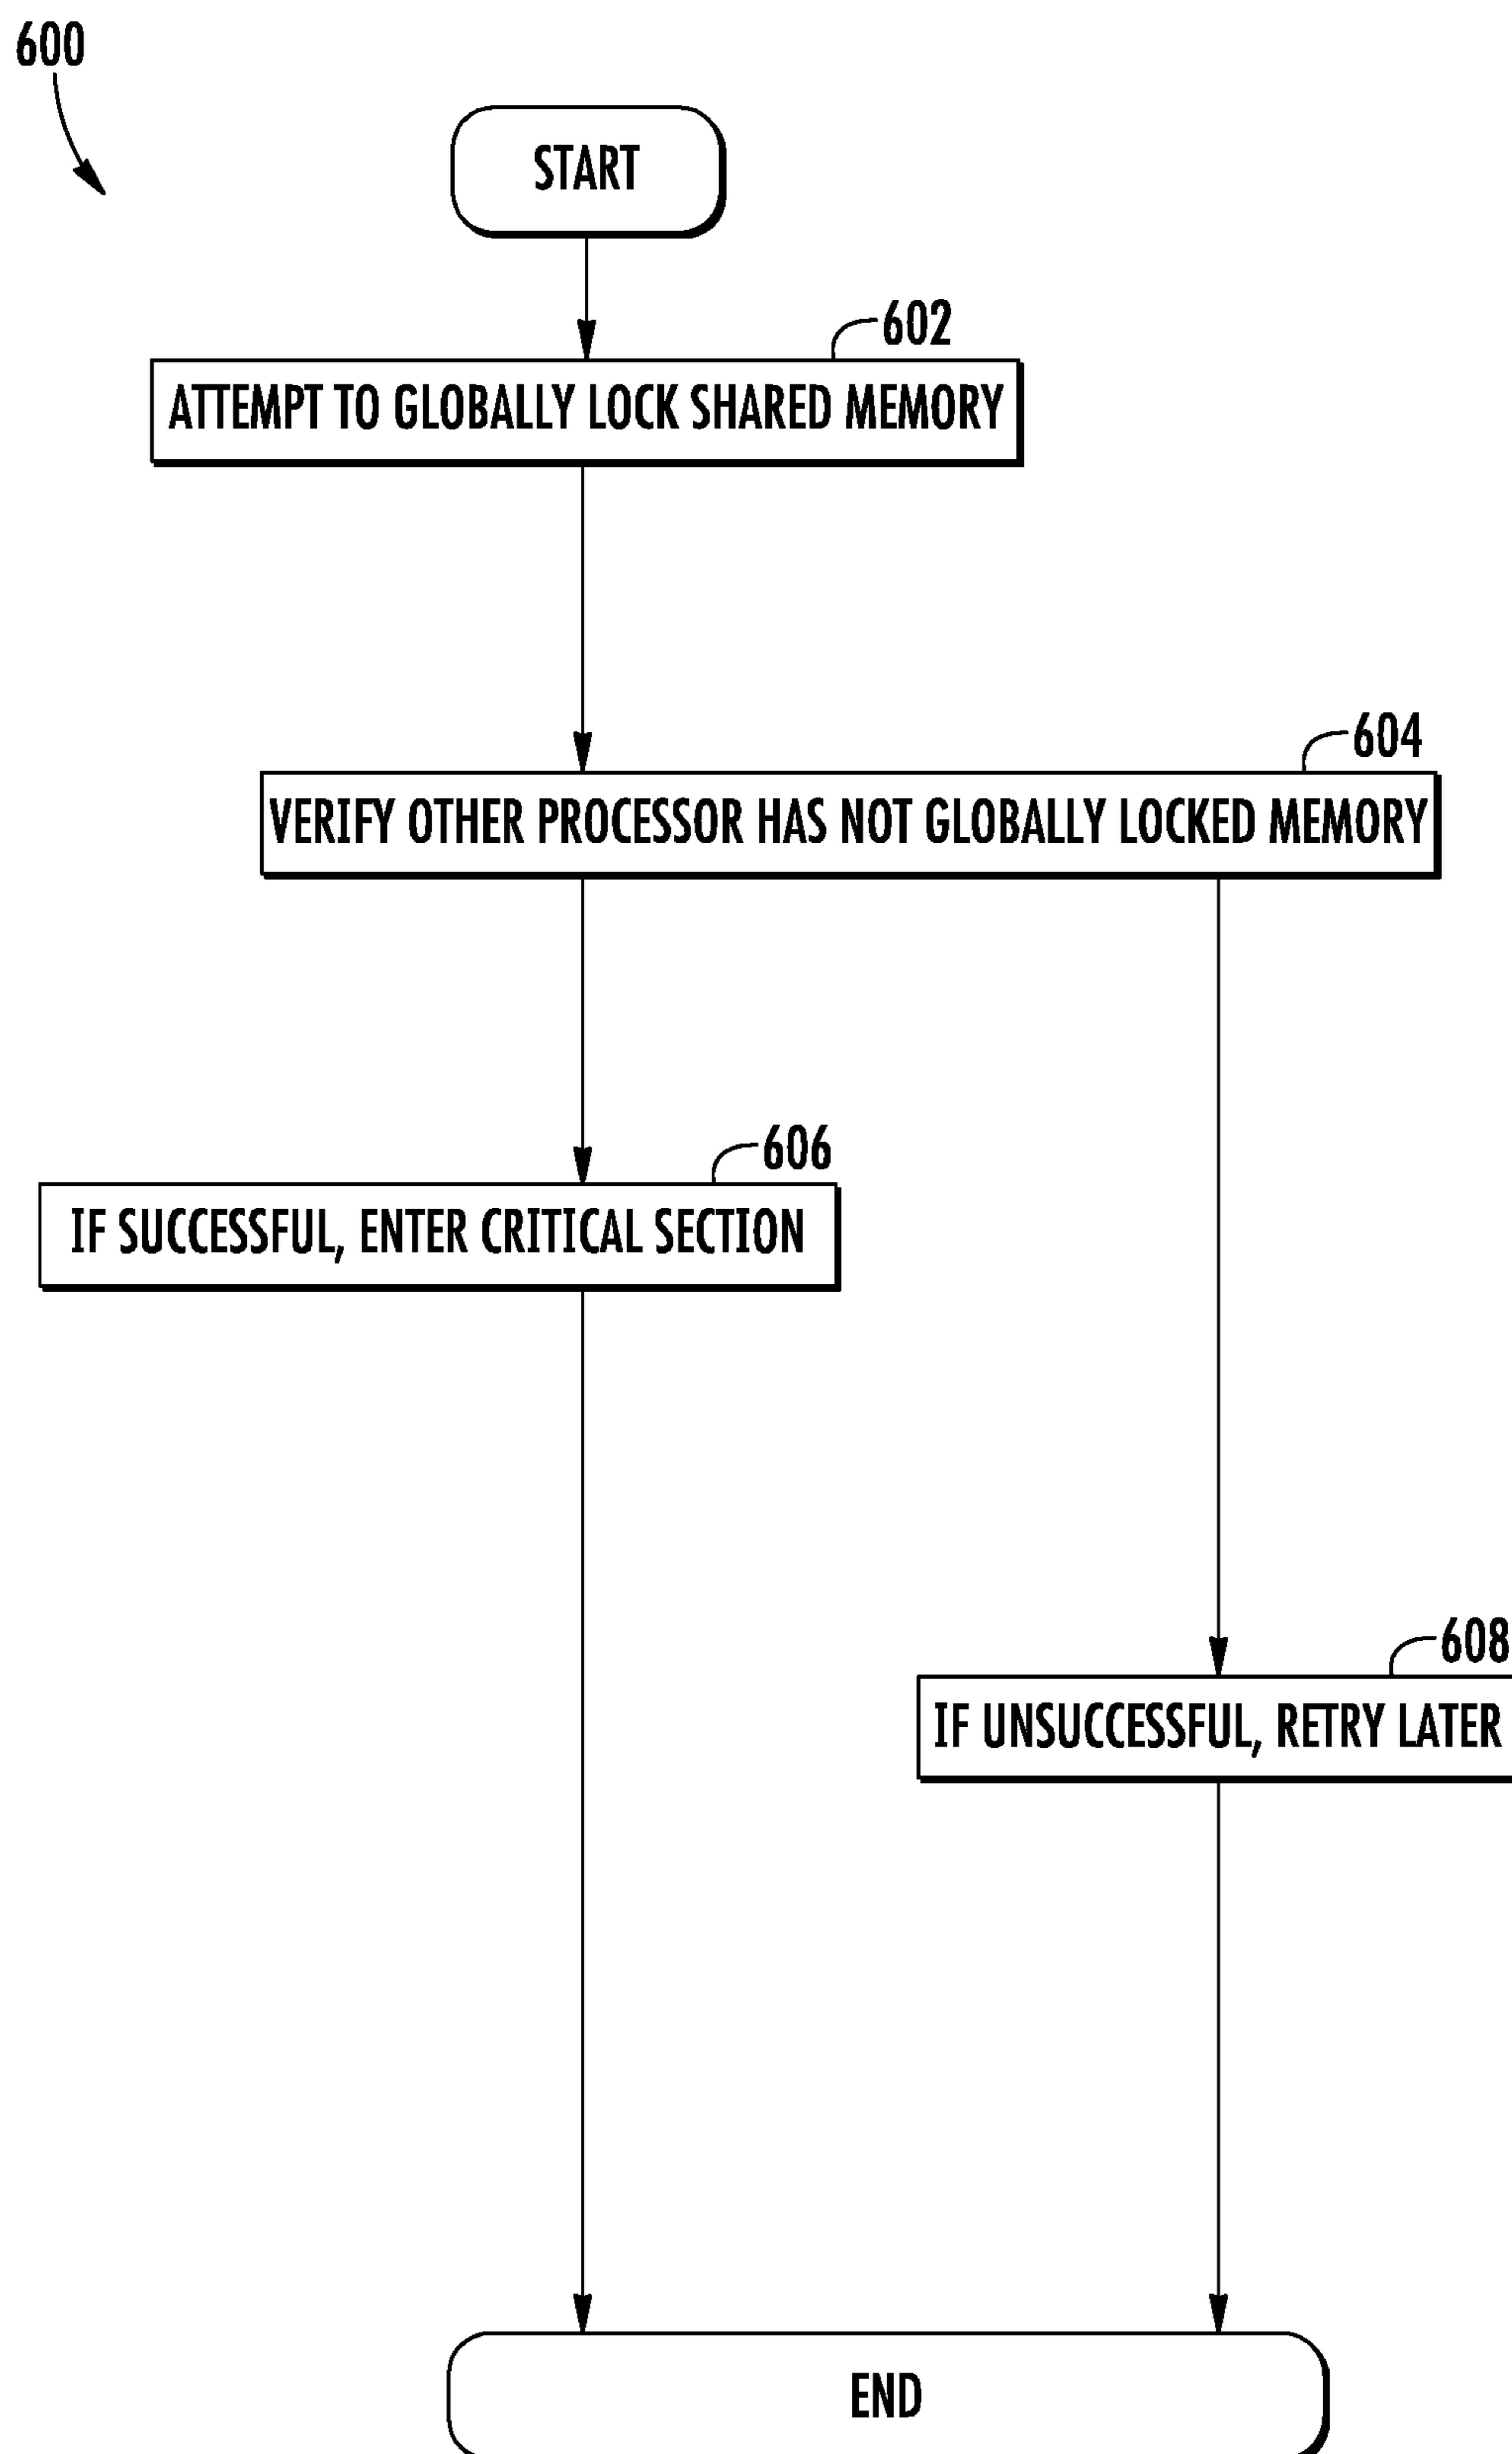 600
START
602
ATTEMPT TO GLOBALLY LOCK SHARED MEMORY
604
VERIFY OTHER PROCESSOR HAS NOT GLOBALLY LOCKED MEMORY
606
IF SUCCESSFUL, ENTER CRITICAL SECTION
608
IF UNSUCCESSFUL, RETRY LATER
END